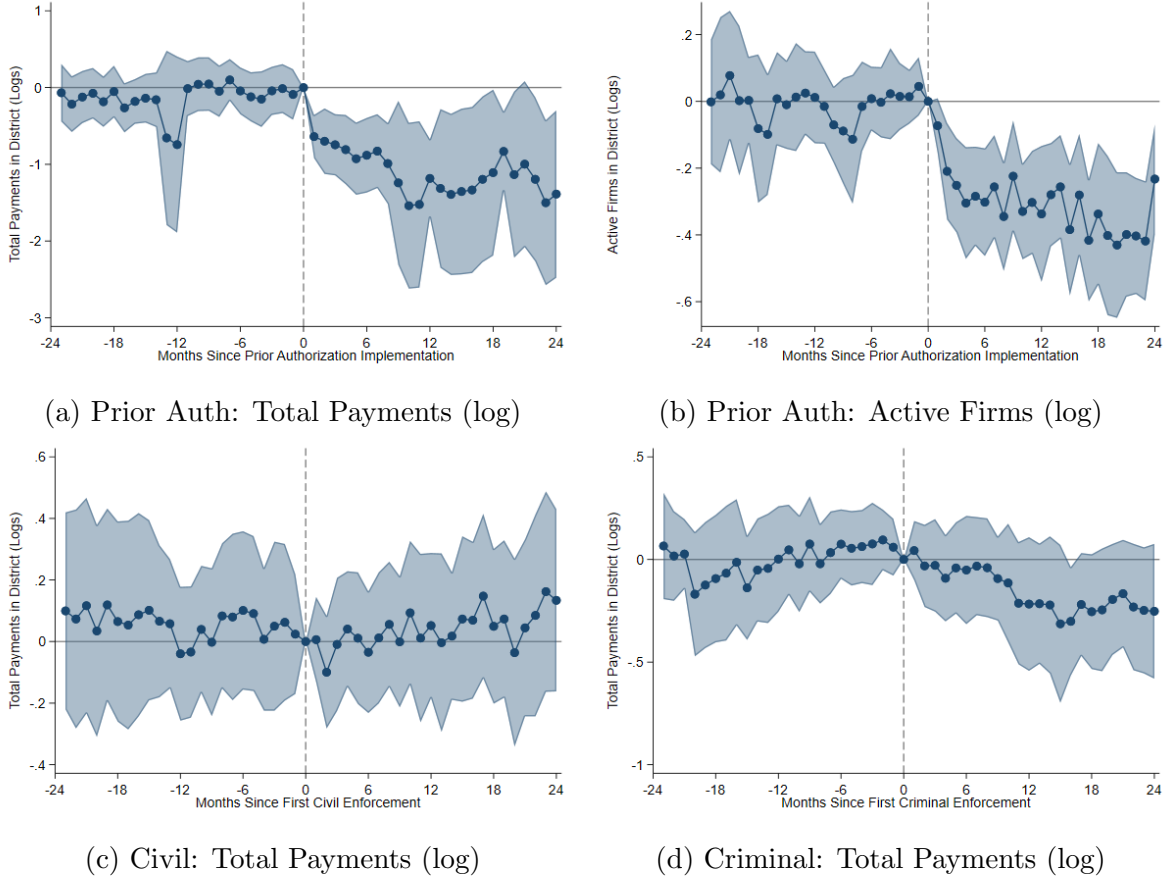 Total Payments in District (Logs)
1
0
-1
-2
-3
-24 -18 -12 -6 0 6 12 18 24
Months Since Prior Authorization Implementation
(a) Prior Auth: Total Payments (log)
Active Firms in District (Logs)
.2
0
-.2
-.4
-.6
-24 -18 -12 -6 0 6 12 18 24
Months Since Prior Authorization Implementation
(b) Prior Auth: Active Firms (log)
Total Payments in District (Logs)
.6
.4
.2
0
-.2
-.4
-24 -18 -12 -6 0 6 12 18 24
Months Since First Civil Enforcement
(c) Civil: Total Payments (log)
Total Payments in District (Logs)
.5
0
-.5
-1
-24 -18 -12 -6 0 6 12 18 24
Months Since First Criminal Enforcement
(d) Criminal: Total Payments (log)